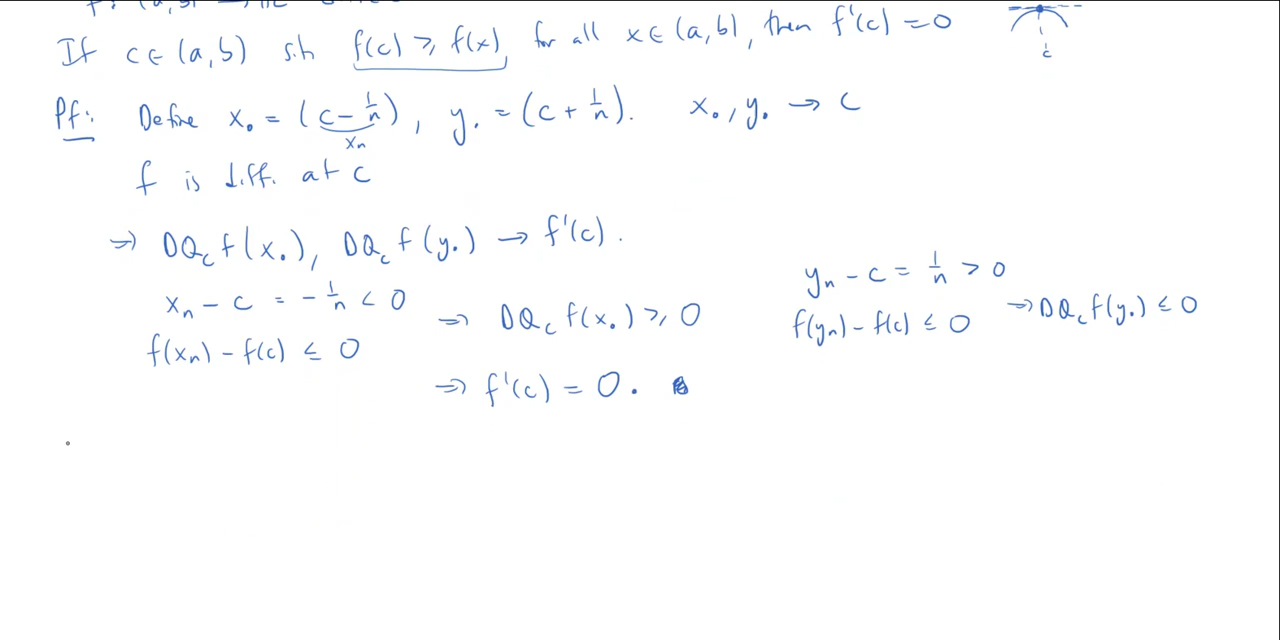 If c ∈ (a,b) s.h f(c) ≥ f(x), for all x ∈ (a,b), then f'(c) = 0
c
Pf: Define x. = (c - 1/n), y. = (c + 1/n). x., y. → c
xn
f is diff. at c
⇒ DQc f(x.), DQc f(y.) → f'(c).
xn - c = - 1/n < 0 ⇒ DQc f(x.) ≥ 0
f(xn) - f(c) ≤ 0
yn - c = 1/n > 0 ⇒ DQc f(y.) ≤ 0
f(yn) - f(c) ≤ 0
⇒ f'(c) = 0.